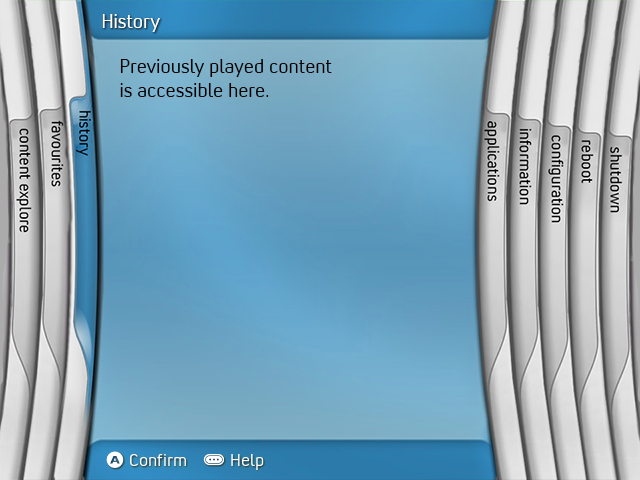 History
Previously played content
is accessible here.
content explore
favourites
history
applications
information
configuration
reboot
shutdown
A Confirm
Help